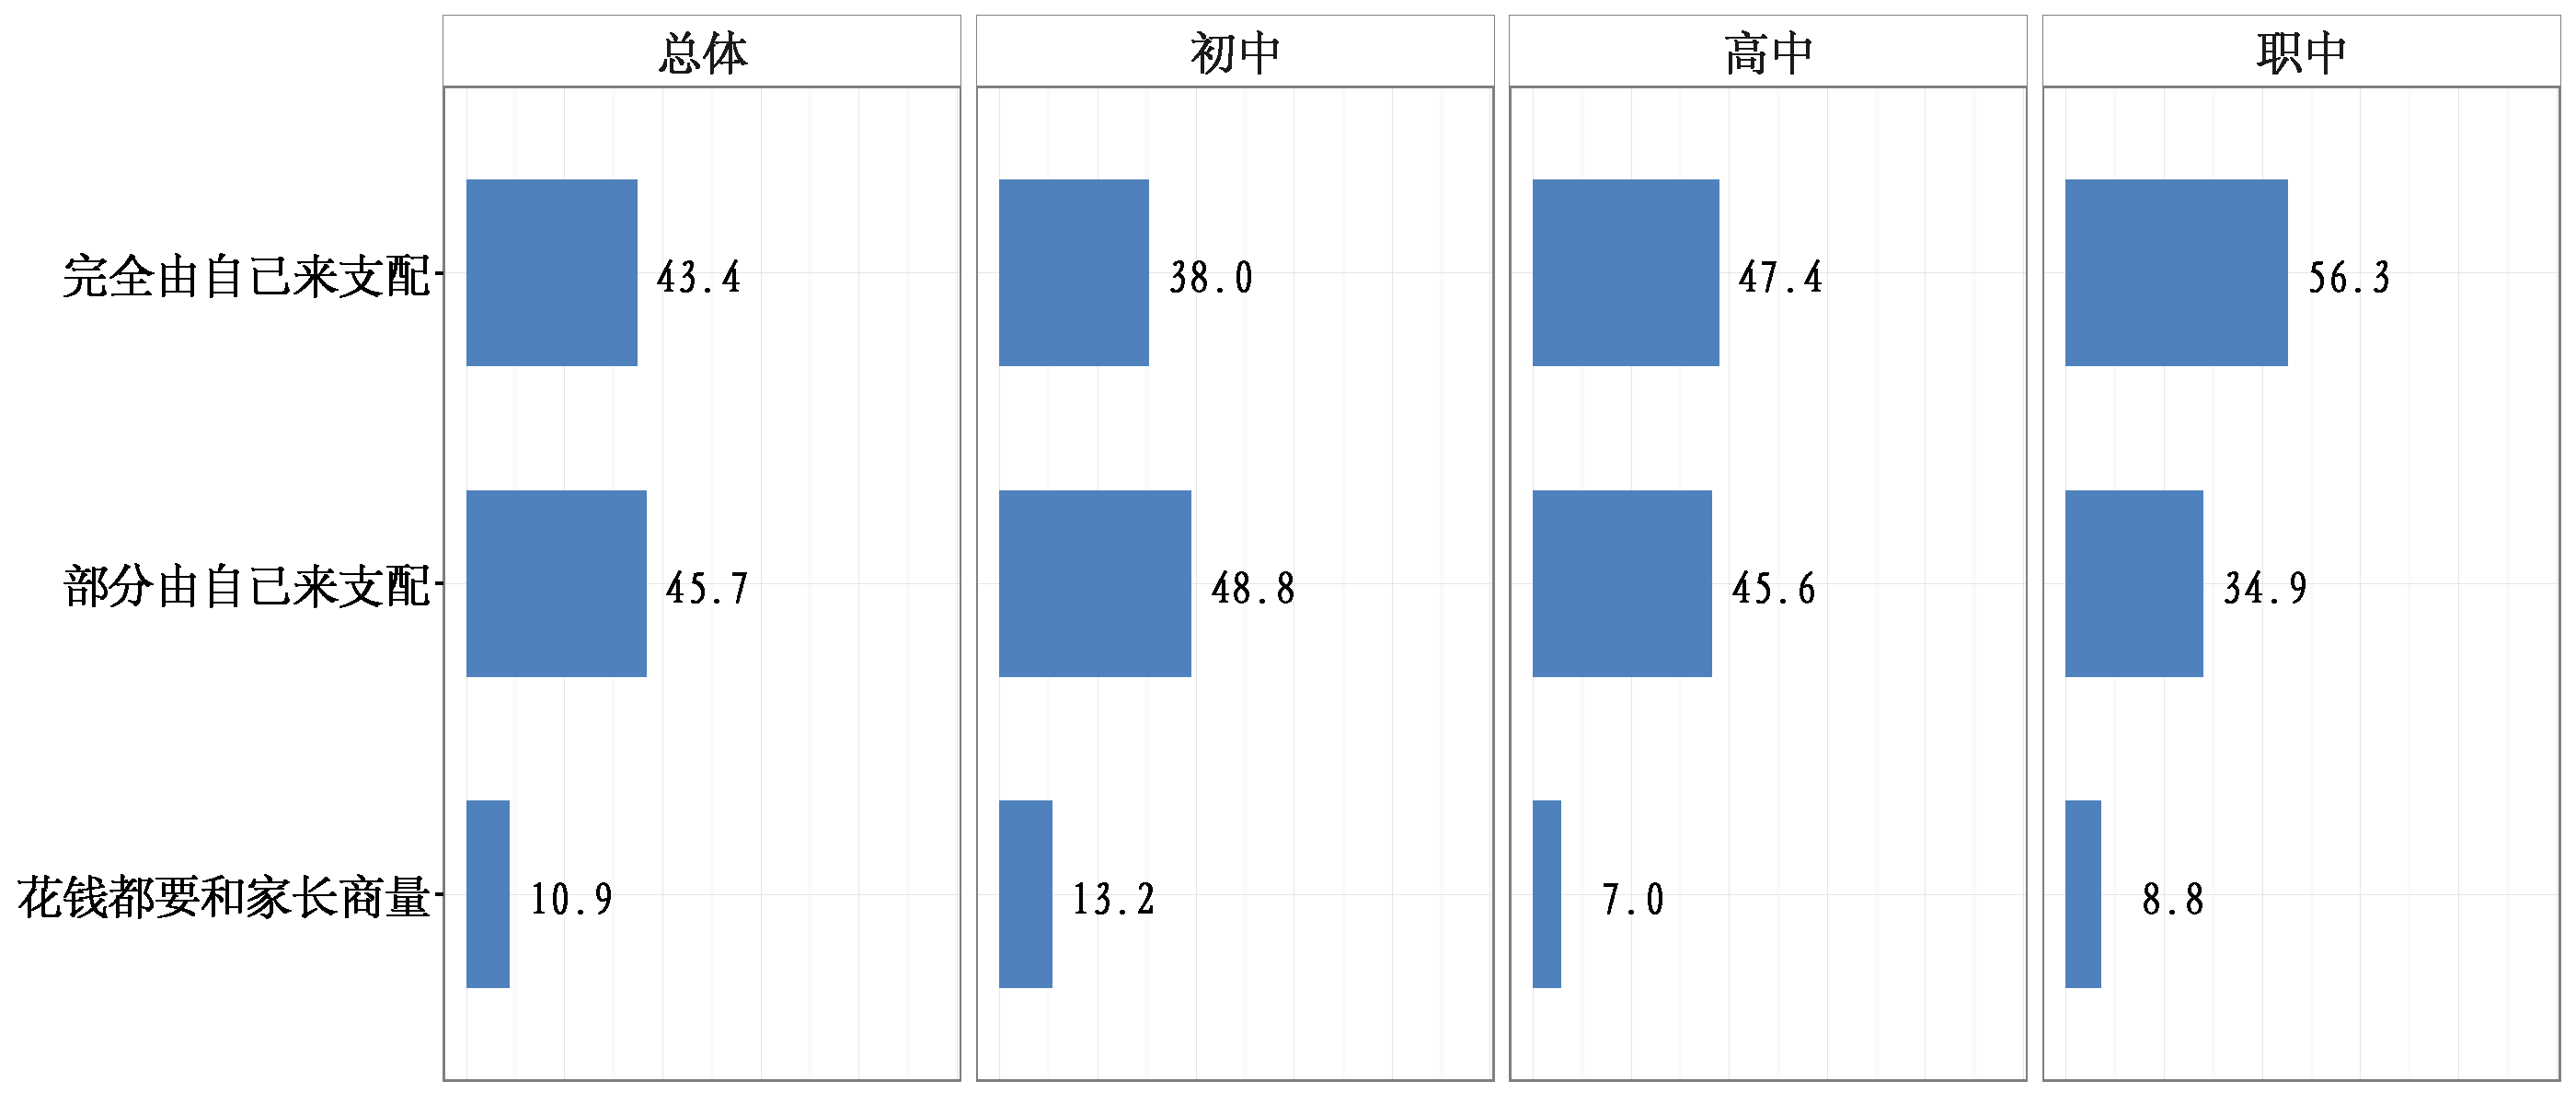 总体 初中 高中 职中
完全由自己来支配 43.4 38.0 47.4 56.3
部分由自己来支配 45.7 48.8 45.6 34.9
花钱都要和家长商量 10.9 13.2 7.0 8.8